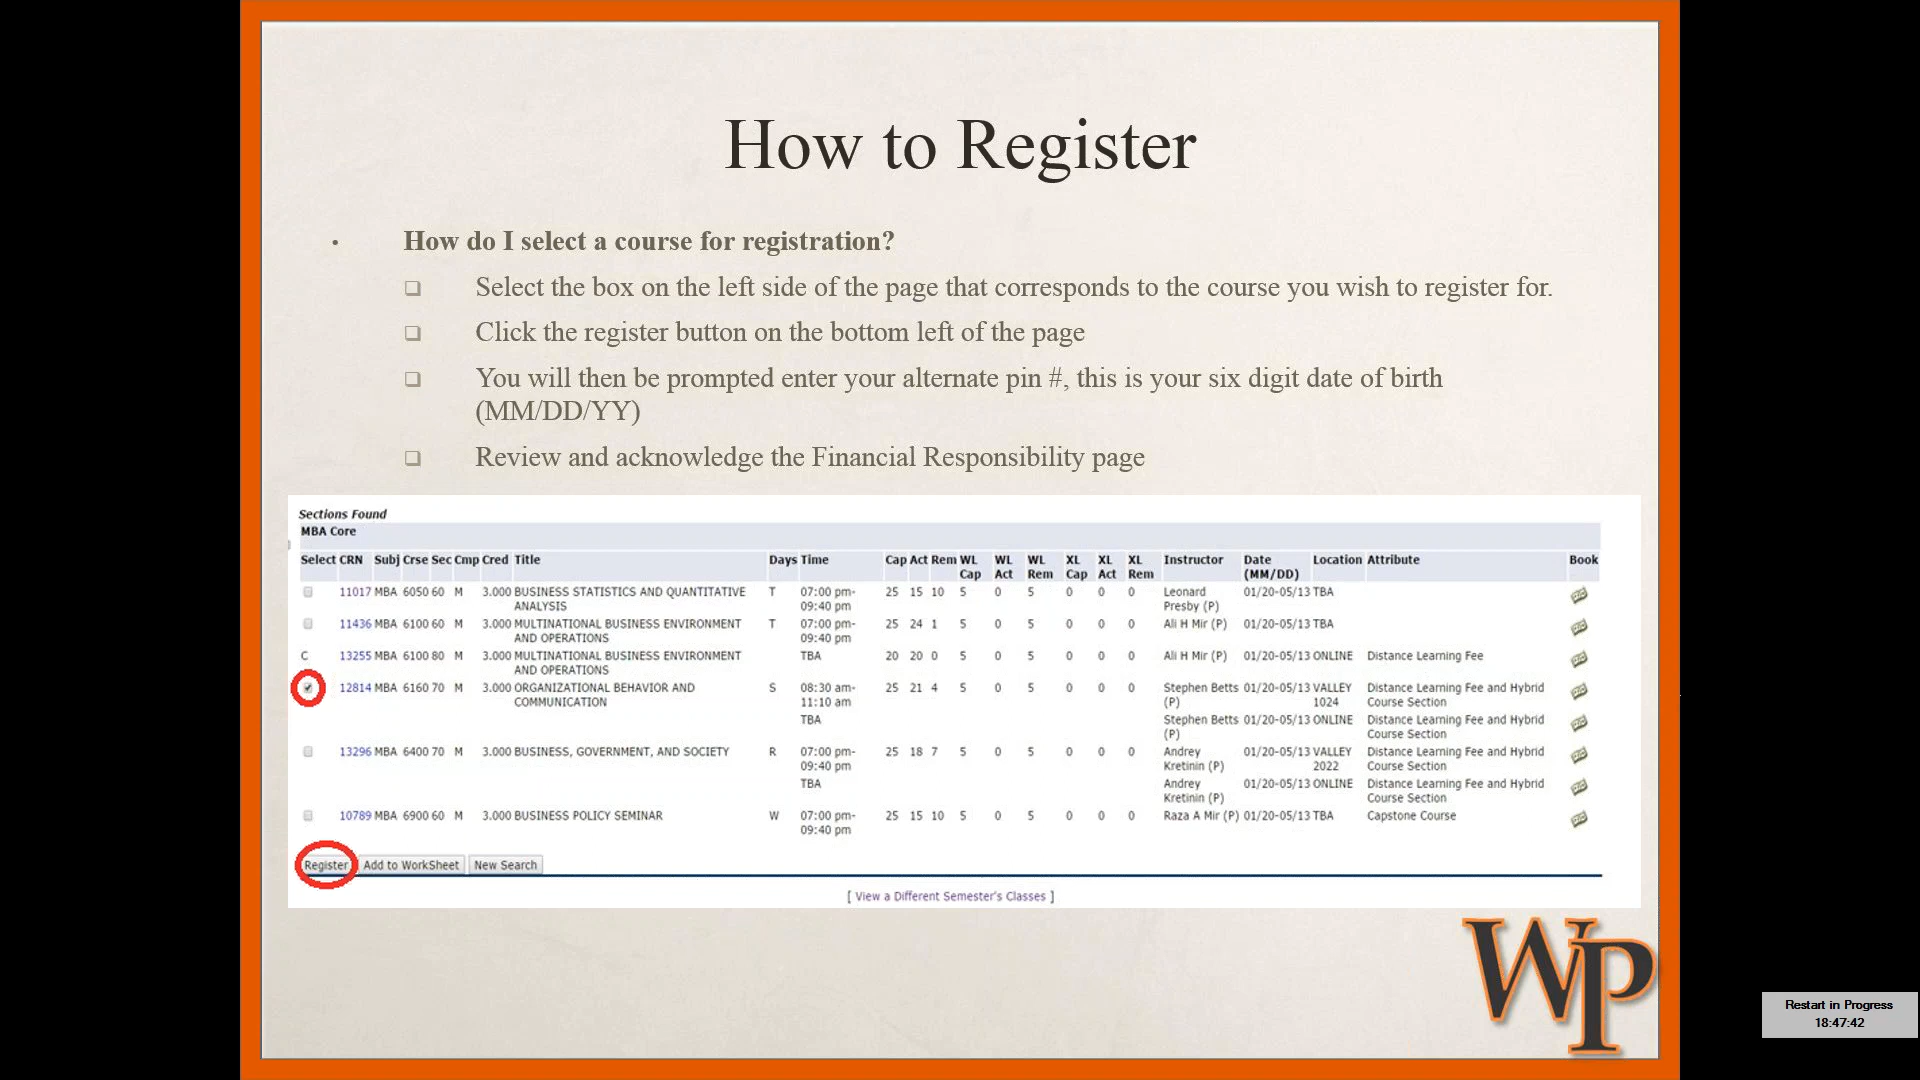 How to Register
• How do I select a course for registration?
❑ Select the box on the left side of the page that corresponds to the course you wish to register for.
❑ Click the register button on the bottom left of the page
❑ You will then be prompted enter your alternate pin #, this is your six digit date of birth
(MM/DD/YY)
❑ Review and acknowledge the Financial Responsibility page
Sections Found
MBA Core
Select CRN Subj Crse Sec Cmp Cred Title Days Time Cap Act Rem WL WL WL XL XL XL Instructor Date Location Attribute Book
Cap Act Rem Cap Act Rem (MM/DD)
11017 MBA 6050 60 M 3.000 BUSINESS STATISTICS AND QUANTITATIVE T 07:00 pm- 25 15 10 5 0 5 0 0 0 Leonard 01/20-05/13 TBA
ANALYSIS 09:40 pm Presby (P)
11436 MBA 6100 60 M 3.000 MULTINATIONAL BUSINESS ENVIRONMENT T 07:00 pm- 25 24 1 5 0 5 0 0 0 Ali H Mir (P) 01/20-05/13 TBA
AND OPERATIONS 09:40 pm
C 13255 MBA 6100 80 M 3.000 MULTINATIONAL BUSINESS ENVIRONMENT TBA 20 20 0 5 0 5 0 0 0 Ali H Mir (P) 01/20-05/13 ONLINE Distance Learning Fee
AND OPERATIONS
12814 MBA 6160 70 M 3.000 ORGANIZATIONAL BEHAVIOR AND S 08:30 am- 25 21 4 5 0 5 0 0 0 Stephen Betts 01/20-05/13 VALLEY Distance Learning Fee and Hybrid
COMMUNICATION 11:10 am (P) 1024 Course Section
TBA Stephen Betts 01/20-05/13 ONLINE Distance Learning Fee and Hybrid
(P) Course Section
13296 MBA 6400 70 M 3.000 BUSINESS, GOVERNMENT, AND SOCIETY R 07:00 pm- 25 18 7 5 0 5 0 0 0 Andrey 01/20-05/13 VALLEY Distance Learning Fee and Hybrid
09:40 pm Kretinin (P) 2022 Course Section
TBA Andrey 01/20-05/13 ONLINE Distance Learning Fee and Hybrid
Kretinin (P) Course Section
10789 MBA 6900 60 M 3.000 BUSINESS POLICY SEMINAR W 07:00 pm- 25 15 10 5 0 5 0 0 0 Raza A Mir (P) 01/20-05/13 TBA Capstone Course
09:40 pm
Register Add to WorkSheet New Search
[ View a Different Semester's Classes ]
WP
Restart in Progress
18:47:42